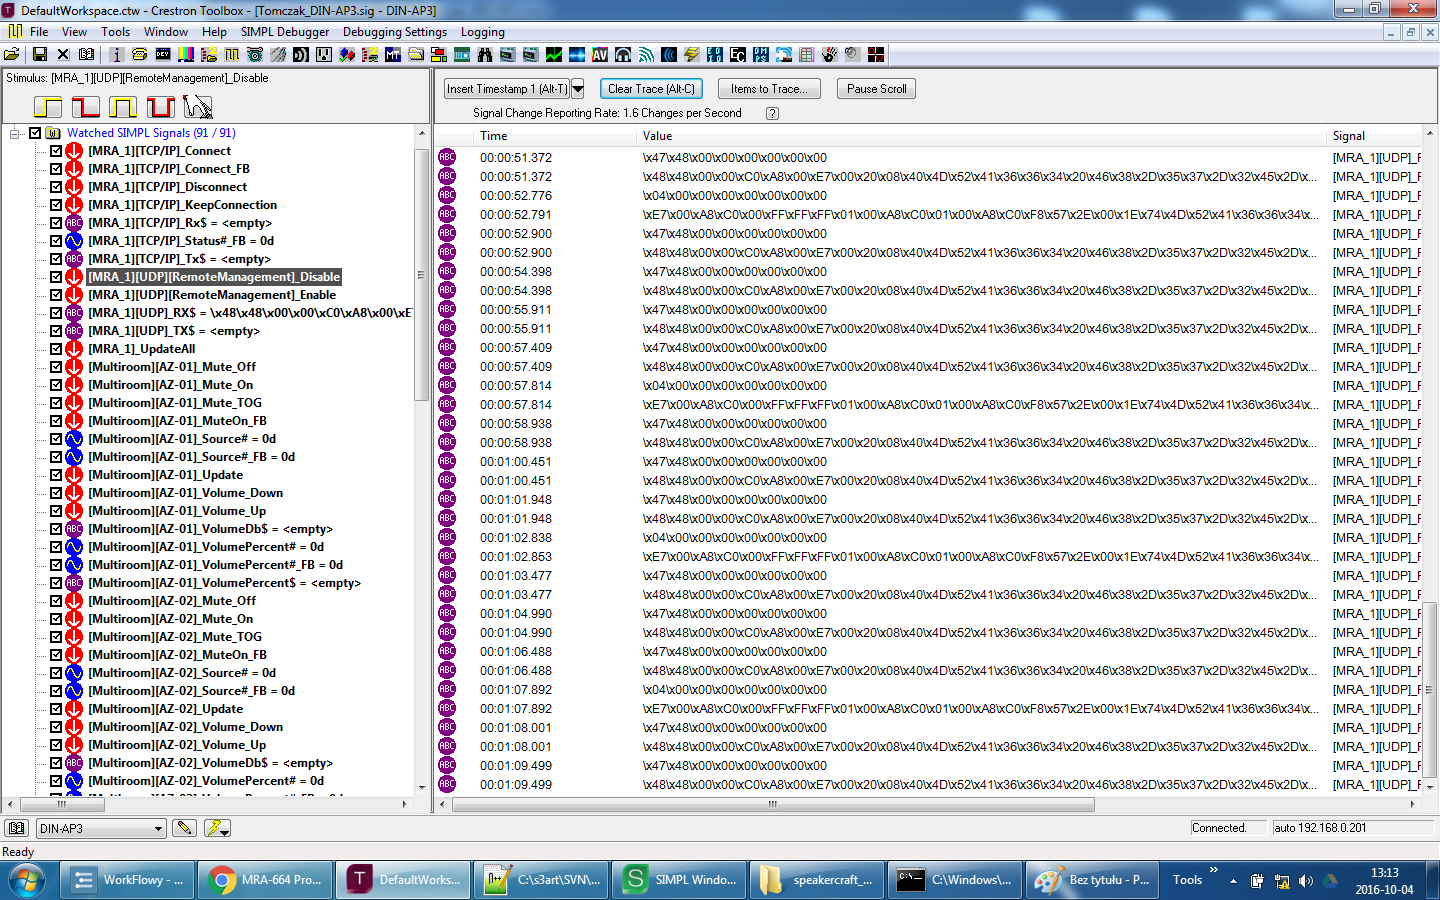 DefaultWorkspace.ctw - Crestron Toolbox - [Tomczak_DIN-AP3.sig - DIN-AP3]
File View Tools Window Help SIMPL Debugger Debugging Settings Logging
Stimulus: [MRA_1][UDP][RemoteManagement]_Disable
Insert Timestamp 1 (Alt-T) Clear Trace (Alt-C) Items to Trace... Pause Scroll
Signal Change Reporting Rate: 1.6 Changes per Second ?
Watched SIMPL Signals (91 / 91)
[MRA_1][TCP/IP]_Connect
[MRA_1][TCP/IP]_Connect_FB
[MRA_1][TCP/IP]_Disconnect
[MRA_1][TCP/IP]_KeepConnection
[MRA_1][TCP/IP]_Rx$ = <empty>
[MRA_1][TCP/IP]_Status#_FB = 0d
[MRA_1][TCP/IP]_Tx$ = <empty>
[MRA_1][UDP][RemoteManagement]_Disable
[MRA_1][UDP][RemoteManagement]_Enable
[MRA_1][UDP]_RX$ = \x48\x48\x00\x00\xC0\xA8\x00\xE7
[MRA_1][UDP]_TX$ = <empty>
[MRA_1]_UpdateAll
[Multiroom][AZ-01]_Mute_Off
[Multiroom][AZ-01]_Mute_On
[Multiroom][AZ-01]_Mute_TOG
[Multiroom][AZ-01]_MuteOn_FB
[Multiroom][AZ-01]_Source# = 0d
[Multiroom][AZ-01]_Source#_FB = 0d
[Multiroom][AZ-01]_Update
[Multiroom][AZ-01]_Volume_Down
[Multiroom][AZ-01]_Volume_Up
[Multiroom][AZ-01]_VolumeDb$ = <empty>
[Multiroom][AZ-01]_VolumePercent# = 0d
[Multiroom][AZ-01]_VolumePercent#_FB = 0d
[Multiroom][AZ-01]_VolumePercent$ = <empty>
[Multiroom][AZ-02]_Mute_Off
[Multiroom][AZ-02]_Mute_On
[Multiroom][AZ-02]_Mute_TOG
[Multiroom][AZ-02]_MuteOn_FB
[Multiroom][AZ-02]_Source# = 0d
[Multiroom][AZ-02]_Source#_FB = 0d
[Multiroom][AZ-02]_Update
[Multiroom][AZ-02]_Volume_Down
[Multiroom][AZ-02]_Volume_Up
[Multiroom][AZ-02]_VolumeDb$ = <empty>
[Multiroom][AZ-02]_VolumePercent# = 0d
Time Value Signal
00:00:51.372 \x47\x48\x00\x00\x00\x00\x00\x00 [MRA_1][UDP]_F
00:00:51.372 \x48\x48\x00\x00\xC0\xA8\x00\xE7\x00\x20\x08\x40\x4D\x52\x41\x36\x36\x34\x20\x46\x38\x2D\x35\x37\x2D\x32\x45\x2D\x... [MRA_1][UDP]_F
00:00:52.776 \x04\x00\x00\x00\x00\x00\x00\x00 [MRA_1][UDP]_F
00:00:52.791 \xE7\x00\xA8\xC0\x00\xFF\xFF\xFF\x01\x00\xA8\xC0\x01\x00\xA8\xC0\xF8\x57\x2E\x00\x1E\x74\x4D\x52\x41\x36\x36\x34\x... [MRA_1][UDP]_F
00:00:52.900 \x47\x48\x00\x00\x00\x00\x00\x00 [MRA_1][UDP]_F
00:00:52.900 \x48\x48\x00\x00\xC0\xA8\x00\xE7\x00\x20\x08\x40\x4D\x52\x41\x36\x36\x34\x20\x46\x38\x2D\x35\x37\x2D\x32\x45\x2D\x... [MRA_1][UDP]_F
00:00:54.398 \x47\x48\x00\x00\x00\x00\x00\x00 [MRA_1][UDP]_F
00:00:54.398 \x48\x48\x00\x00\xC0\xA8\x00\xE7\x00\x20\x08\x40\x4D\x52\x41\x36\x36\x34\x20\x46\x38\x2D\x35\x37\x2D\x32\x45\x2D\x... [MRA_1][UDP]_F
00:00:55.911 \x47\x48\x00\x00\x00\x00\x00\x00 [MRA_1][UDP]_F
00:00:55.911 \x48\x48\x00\x00\xC0\xA8\x00\xE7\x00\x20\x08\x40\x4D\x52\x41\x36\x36\x34\x20\x46\x38\x2D\x35\x37\x2D\x32\x45\x2D\x... [MRA_1][UDP]_F
00:00:57.409 \x47\x48\x00\x00\x00\x00\x00\x00 [MRA_1][UDP]_F
00:00:57.409 \x48\x48\x00\x00\xC0\xA8\x00\xE7\x00\x20\x08\x40\x4D\x52\x41\x36\x36\x34\x20\x46\x38\x2D\x35\x37\x2D\x32\x45\x2D\x... [MRA_1][UDP]_F
00:00:57.814 \x04\x00\x00\x00\x00\x00\x00\x00 [MRA_1][UDP]_F
00:00:57.814 \xE7\x00\xA8\xC0\x00\xFF\xFF\xFF\x01\x00\xA8\xC0\x01\x00\xA8\xC0\xF8\x57\x2E\x00\x1E\x74\x4D\x52\x41\x36\x36\x34\x... [MRA_1][UDP]_F
00:00:58.938 \x47\x48\x00\x00\x00\x00\x00\x00 [MRA_1][UDP]_F
00:00:58.938 \x48\x48\x00\x00\xC0\xA8\x00\xE7\x00\x20\x08\x40\x4D\x52\x41\x36\x36\x34\x20\x46\x38\x2D\x35\x37\x2D\x32\x45\x2D\x... [MRA_1][UDP]_F
00:01:00.451 \x47\x48\x00\x00\x00\x00\x00\x00 [MRA_1][UDP]_F
00:01:00.451 \x48\x48\x00\x00\xC0\xA8\x00\xE7\x00\x20\x08\x40\x4D\x52\x41\x36\x36\x34\x20\x46\x38\x2D\x35\x37\x2D\x32\x45\x2D\x... [MRA_1][UDP]_F
00:01:01.948 \x47\x48\x00\x00\x00\x00\x00\x00 [MRA_1][UDP]_F
00:01:01.948 \x48\x48\x00\x00\xC0\xA8\x00\xE7\x00\x20\x08\x40\x4D\x52\x41\x36\x36\x34\x20\x46\x38\x2D\x35\x37\x2D\x32\x45\x2D\x... [MRA_1][UDP]_F
00:01:02.838 \x04\x00\x00\x00\x00\x00\x00\x00 [MRA_1][UDP]_F
00:01:02.853 \xE7\x00\xA8\xC0\x00\xFF\xFF\xFF\x01\x00\xA8\xC0\x01\x00\xA8\xC0\xF8\x57\x2E\x00\x1E\x74\x4D\x52\x41\x36\x36\x34\x... [MRA_1][UDP]_F
00:01:03.477 \x47\x48\x00\x00\x00\x00\x00\x00 [MRA_1][UDP]_F
00:01:03.477 \x48\x48\x00\x00\xC0\xA8\x00\xE7\x00\x20\x08\x40\x4D\x52\x41\x36\x36\x34\x20\x46\x38\x2D\x35\x37\x2D\x32\x45\x2D\x... [MRA_1][UDP]_F
00:01:04.990 \x47\x48\x00\x00\x00\x00\x00\x00 [MRA_1][UDP]_F
00:01:04.990 \x48\x48\x00\x00\xC0\xA8\x00\xE7\x00\x20\x08\x40\x4D\x52\x41\x36\x36\x34\x20\x46\x38\x2D\x35\x37\x2D\x32\x45\x2D\x... [MRA_1][UDP]_F
00:01:06.488 \x47\x48\x00\x00\x00\x00\x00\x00 [MRA_1][UDP]_F
00:01:06.488 \x48\x48\x00\x00\xC0\xA8\x00\xE7\x00\x20\x08\x40\x4D\x52\x41\x36\x36\x34\x20\x46\x38\x2D\x35\x37\x2D\x32\x45\x2D\x... [MRA_1][UDP]_F
00:01:07.892 \x04\x00\x00\x00\x00\x00\x00\x00 [MRA_1][UDP]_F
00:01:07.892 \xE7\x00\xA8\xC0\x00\xFF\xFF\xFF\x01\x00\xA8\xC0\x01\x00\xA8\xC0\xF8\x57\x2E\x00\x1E\x74\x4D\x52\x41\x36\x36\x34\x... [MRA_1][UDP]_F
00:01:08.001 \x47\x48\x00\x00\x00\x00\x00\x00 [MRA_1][UDP]_F
00:01:08.001 \x48\x48\x00\x00\xC0\xA8\x00\xE7\x00\x20\x08\x40\x4D\x52\x41\x36\x36\x34\x20\x46\x38\x2D\x35\x37\x2D\x32\x45\x2D\x... [MRA_1][UDP]_F
00:01:09.499 \x47\x48\x00\x00\x00\x00\x00\x00 [MRA_1][UDP]_F
00:01:09.499 \x48\x48\x00\x00\xC0\xA8\x00\xE7\x00\x20\x08\x40\x4D\x52\x41\x36\x36\x34\x20\x46\x38\x2D\x35\x37\x2D\x32\x45\x2D\x... [MRA_1][UDP]_F
DIN-AP3 Connected. auto 192.168.0.201
Ready
WorkFlowy - ... MRA-664 Pro... DefaultWorks... C:\s3art\SVN\... SIMPL Windo... speakercraft_... C:\Windows\... Bez tytułu - P... Tools » 13:13
2016-10-04